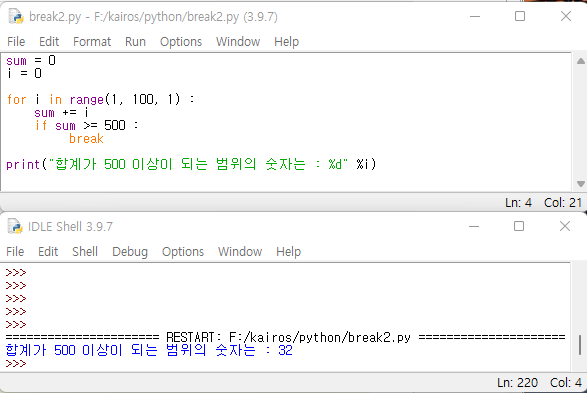 break2.py - F:/kairos/python/break2.py (3.9.7)
File Edit Format Run Options Window Help
sum = 0
i = 0
for i in range(1, 100, 1) :
    sum += i
    if sum >= 500 :
        break
print("합계가 500 이상이 되는 범위의 숫자는 : %d" %i)
Ln: 4 Col: 21
IDLE Shell 3.9.7
File Edit Shell Debug Options Window Help
>>>
>>>
>>>
>>>
>>>
===================== RESTART: F:/kairos/python/break2.py ====================
합계가 500 이상이 되는 범위의 숫자는 : 32
>>>
Ln: 220 Col: 4